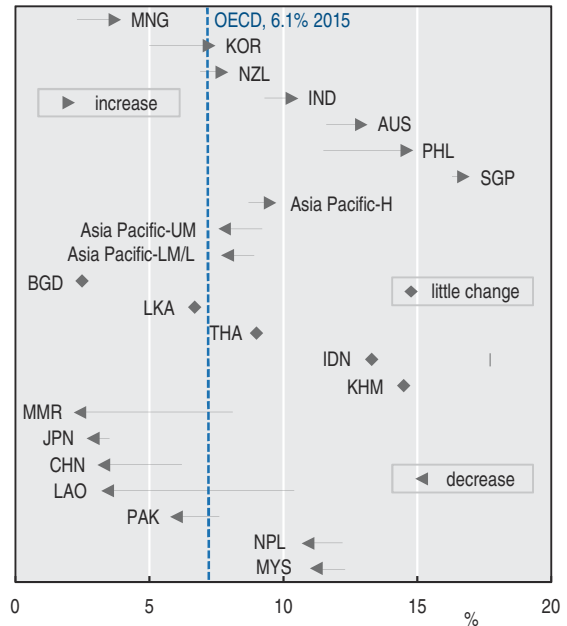 MNG
OECD, 6.1% 2015
KOR
NZL
IND
increase
AUS
PHL
SGP
Asia Pacific-H
Asia Pacific-UM
Asia Pacific-LM/L
BGD
little change
LKA
THA
IDN
KHM
MMR
JPN
CHN
decrease
LAO
PAK
NPL
MYS
0 5 10 15 20
%